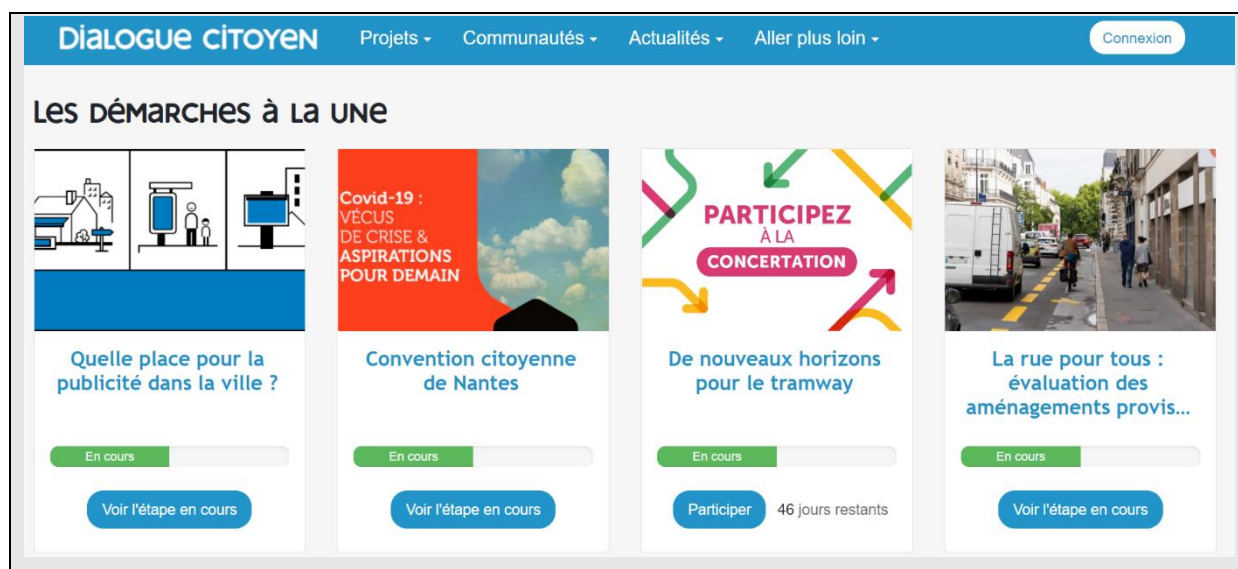 Dialogue citoyen Projets Communautés Actualités Aller plus loin Connexion
Les démarches à la une
Covid-19 :
VÉCUS
DE CRISE &
ASPIRATIONS
POUR DEMAIN
PARTICIPEZ
À LA
CONCERTATION
Quelle place pour la
publicité dans la ville ?
En cours
Voir l'étape en cours
Convention citoyenne
de Nantes
En cours
Voir l'étape en cours
De nouveaux horizons
pour le tramway
En cours
Participer 46 jours restants
La rue pour tous :
évaluation des
aménagements provis...
En cours
Voir l'étape en cours